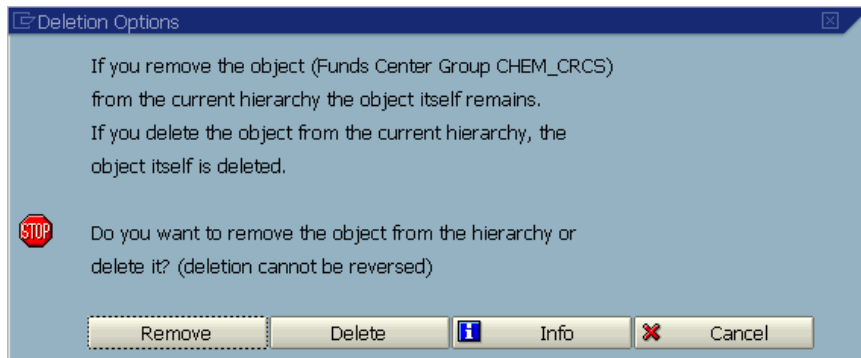 Deletion Options
If you remove the object (Funds Center Group CHEM_CRCS)
from the current hierarchy the object itself remains.
If you delete the object from the current hierarchy, the
object itself is deleted.
STOP
Do you want to remove the object from the hierarchy or
delete it? (deletion cannot be reversed)
Remove Delete Info Cancel